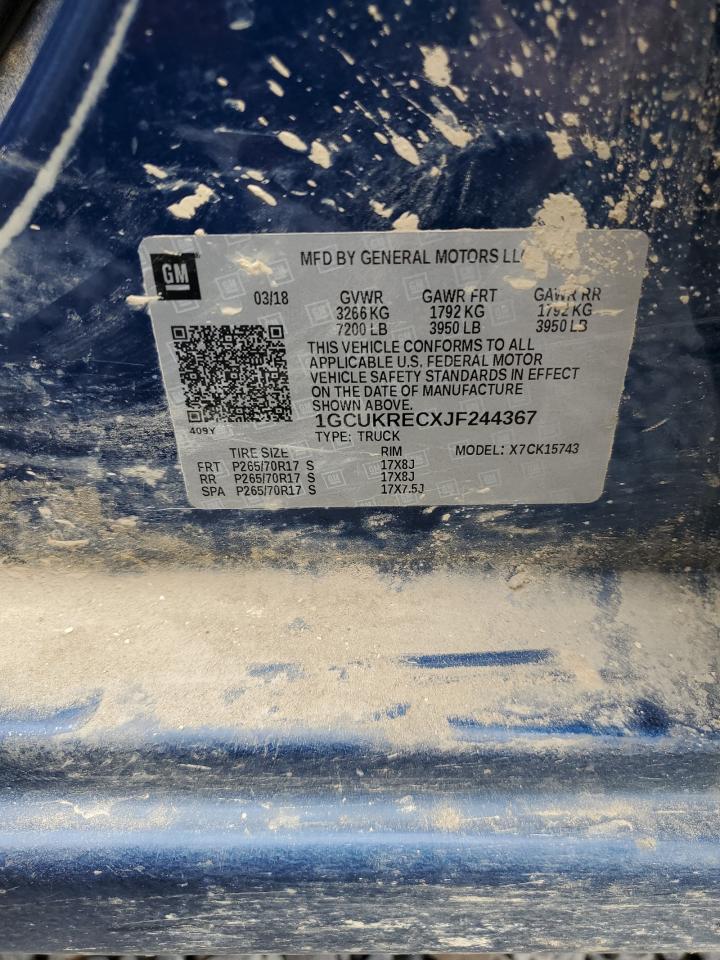 GM
MFD BY GENERAL MOTORS LLC
03/18 GVWR GAWR FRT GAWR RR
3266 KG 1792 KG 1792 KG
7200 LB 3950 LB 3950 LB
THIS VEHICLE CONFORMS TO ALL
APPLICABLE U.S. FEDERAL MOTOR
VEHICLE SAFETY STANDARDS IN EFFECT
ON THE DATE OF MANUFACTURE
SHOWN ABOVE.
409Y
1GCUKRECXJF244367
TYPE: TRUCK
TIRE SIZE RIM MODEL: X7CK15743
FRT P265/70R17 S 17X8J
RR P265/70R17 S 17X8J
SPA P265/70R17 S 17X7.5J